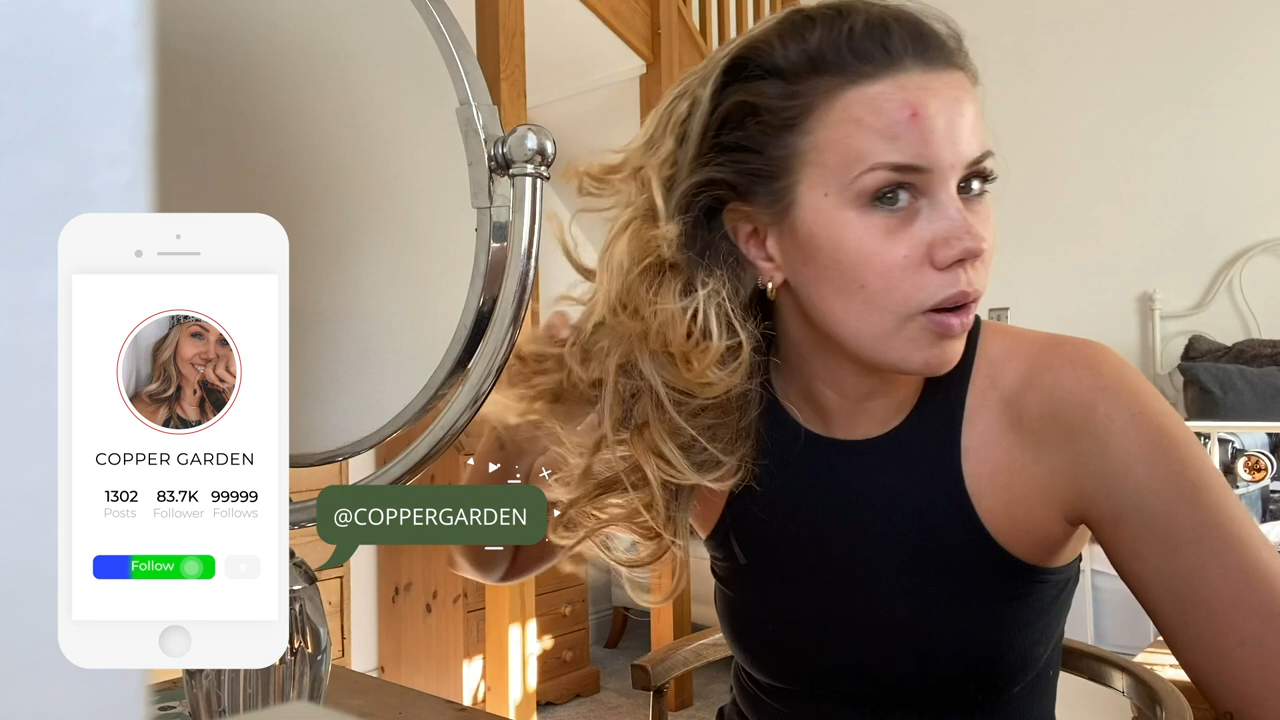 COPPER GARDEN
1302 83.7K 99999
Posts Follower Follows
Follow
@COPPERGARDEN